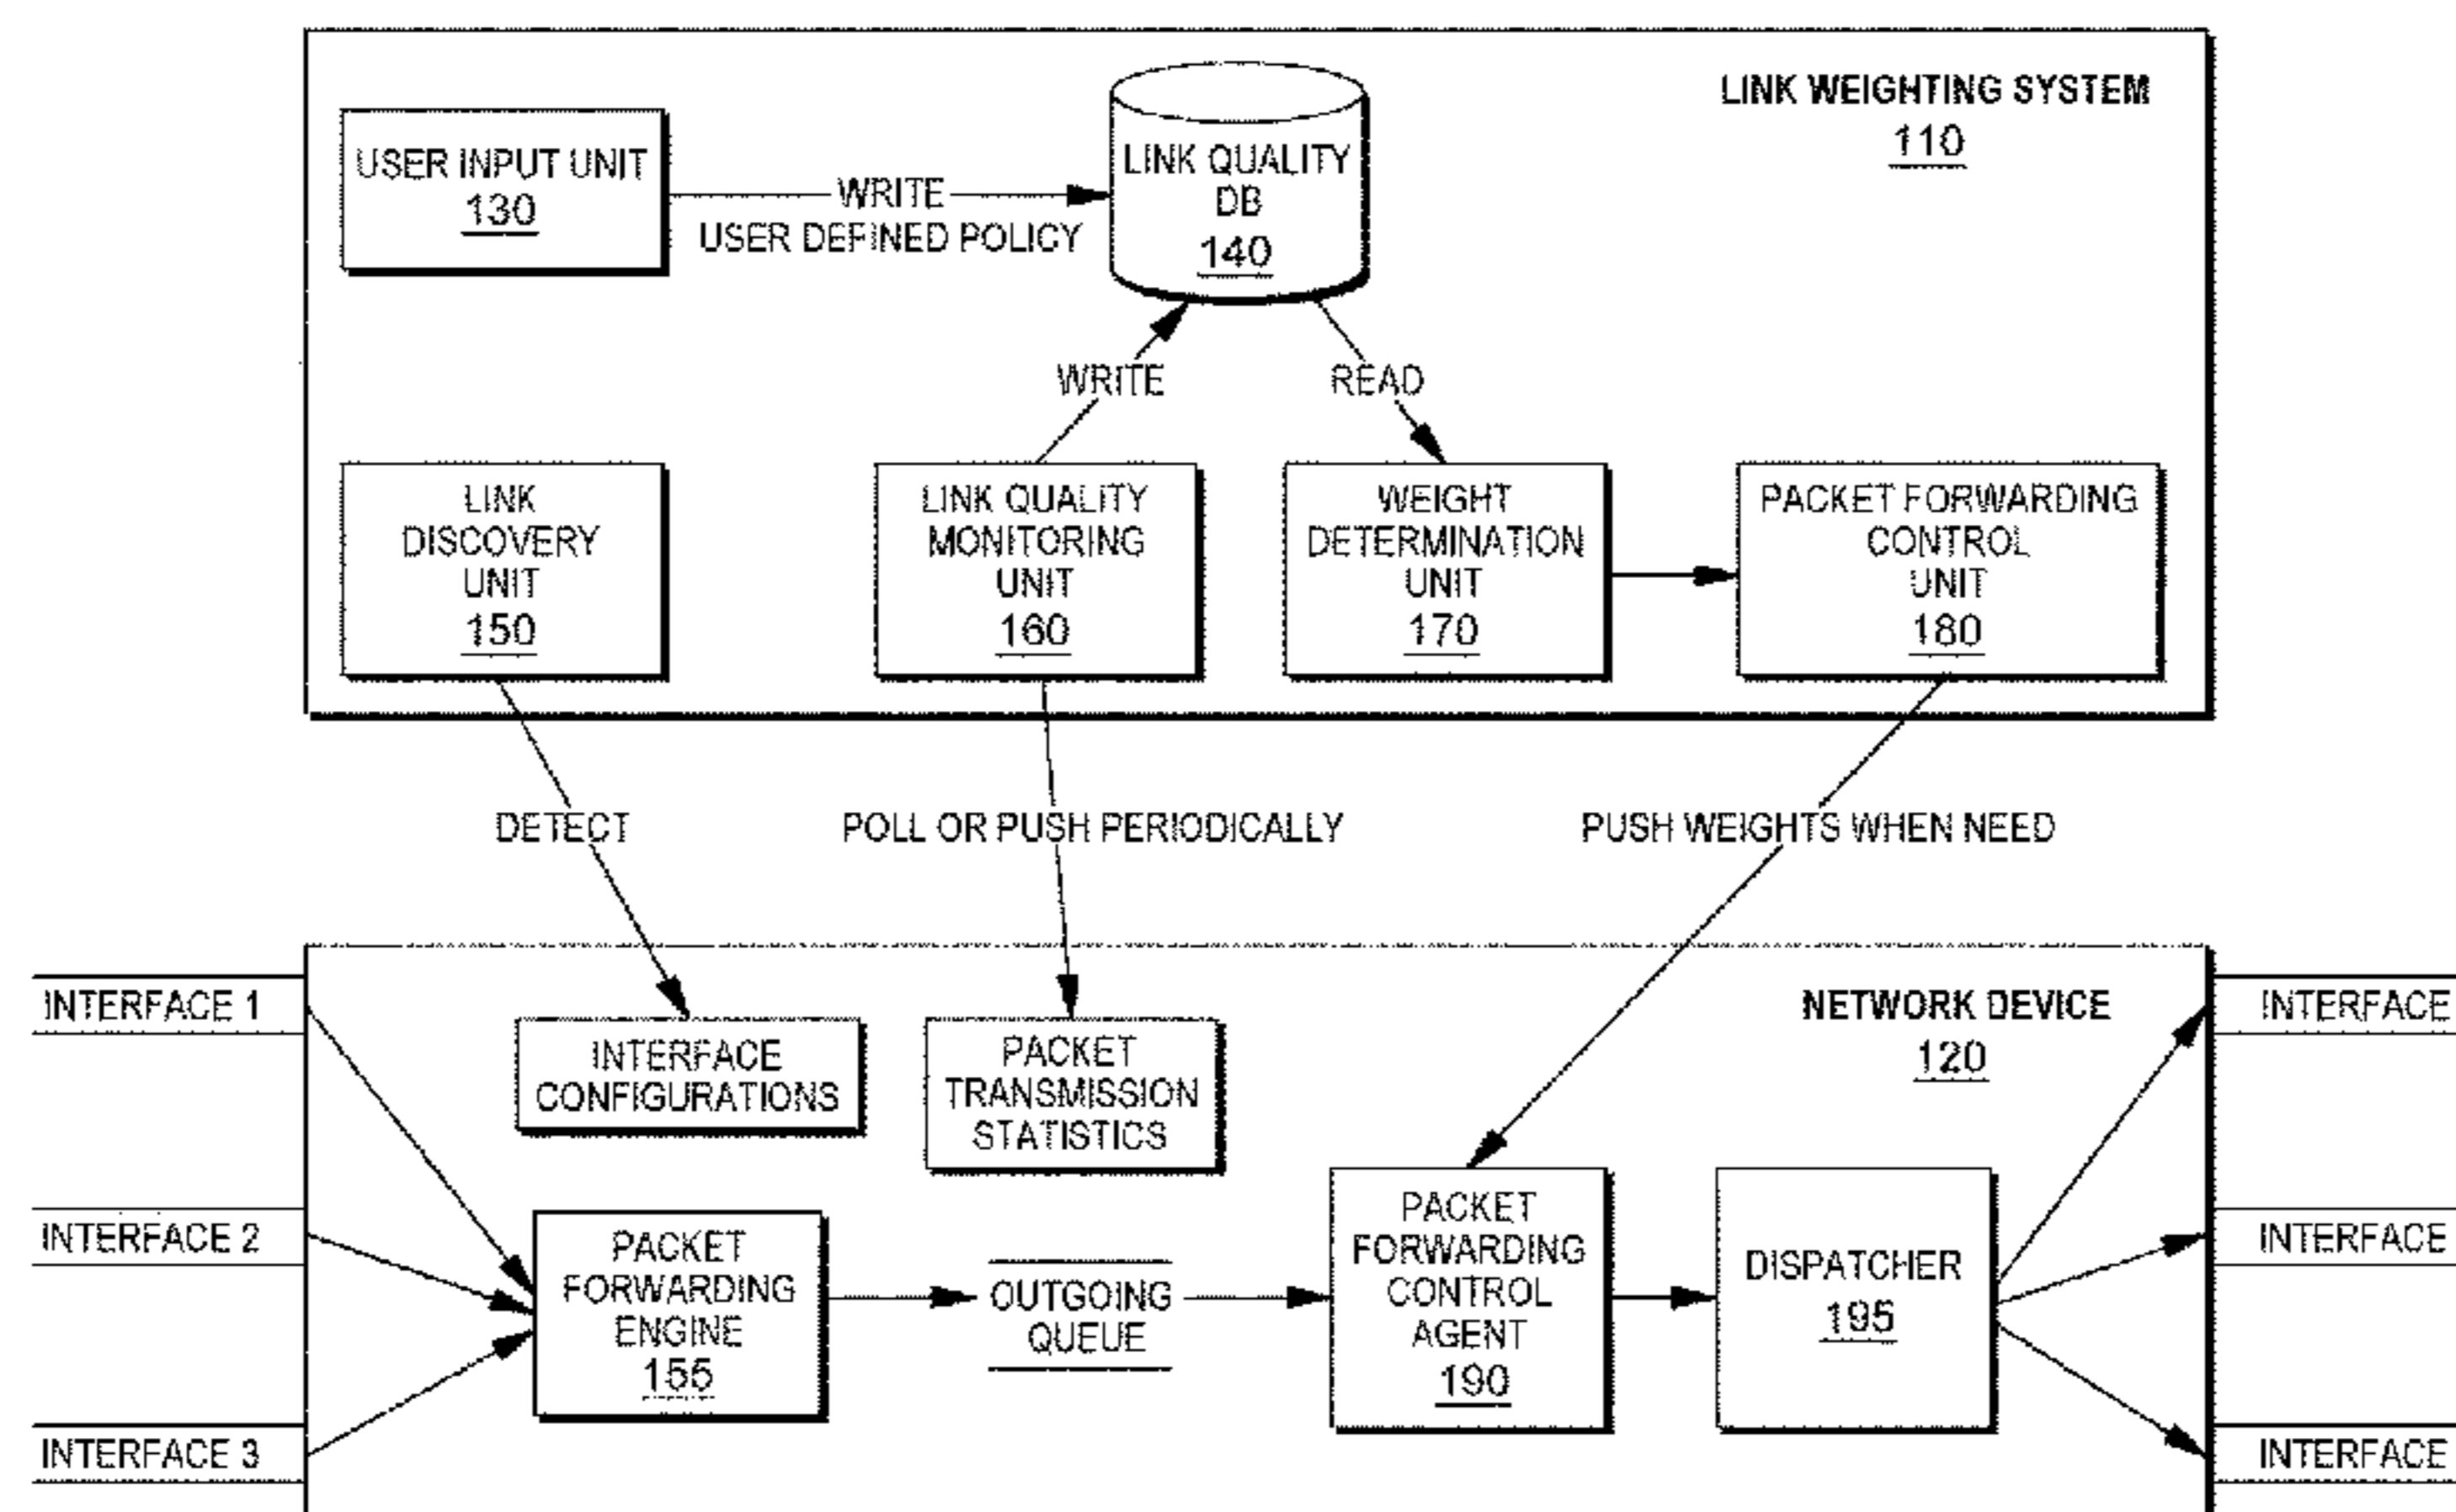 LINK WEIGHTING SYSTEM
110
USER INPUT UNIT
130
WRITE
USER DEFINED POLICY
LINK QUALITY
DB
140
WRITE
READ
LINK
DISCOVERY
UNIT
150
LINK QUALITY
MONITORING
UNIT
160
WEIGHT
DETERMINATION
UNIT
170
PACKET FORWARDING
CONTROL
UNIT
180
DETECT
POLL OR PUSH PERIODICALLY
PUSH WEIGHTS WHEN NEED
NETWORK DEVICE
120
INTERFACE 1
INTERFACE 2
INTERFACE 3
INTERFACE
CONFIGURATIONS
PACKET
TRANSMISSION
STATISTICS
PACKET
FORWARDING
ENGINE
155
OUTGOING
QUEUE
PACKET
FORWARDING
CONTROL
AGENT
190
DISPATCHER
195
INTERFACE
INTERFACE
INTERFACE